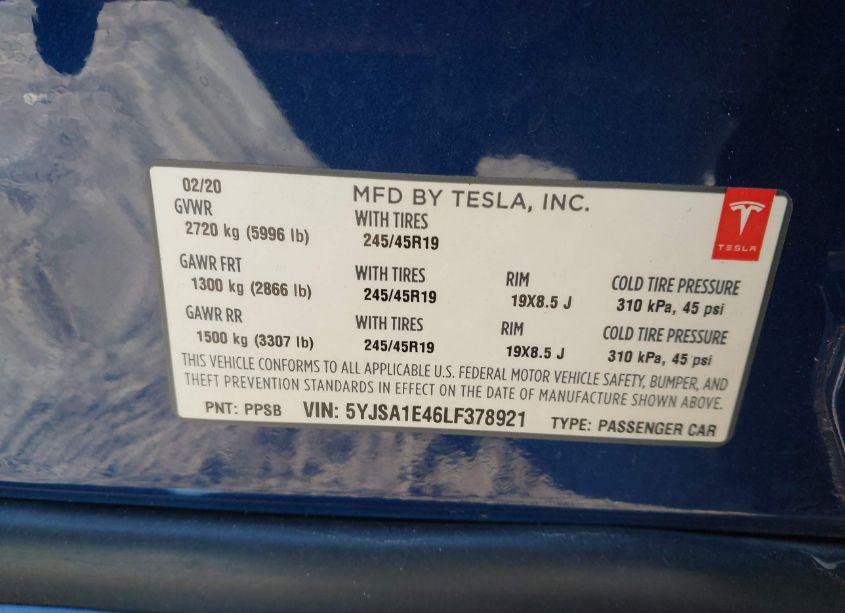 02/20 MFD BY TESLA, INC.
GVWR WITH TIRES
2720 kg (5996 lb) 245/45R19
TESLA
GAWR FRT WITH TIRES RIM COLD TIRE PRESSURE
1300 kg (2866 lb) 245/45R19 19X8.5 J 310 kPa, 45 psi
GAWR RR WITH TIRES RIM COLD TIRE PRESSURE
1500 kg (3307 lb) 245/45R19 19X8.5 J 310 kPa, 45 psi
THIS VEHICLE CONFORMS TO ALL APPLICABLE U.S. FEDERAL MOTOR VEHICLE SAFETY, BUMPER, AND
THEFT PREVENTION STANDARDS IN EFFECT ON THE DATE OF MANUFACTURE SHOWN ABOVE.
PNT: PPSB VIN: 5YJSA1E46LF378921 TYPE: PASSENGER CAR